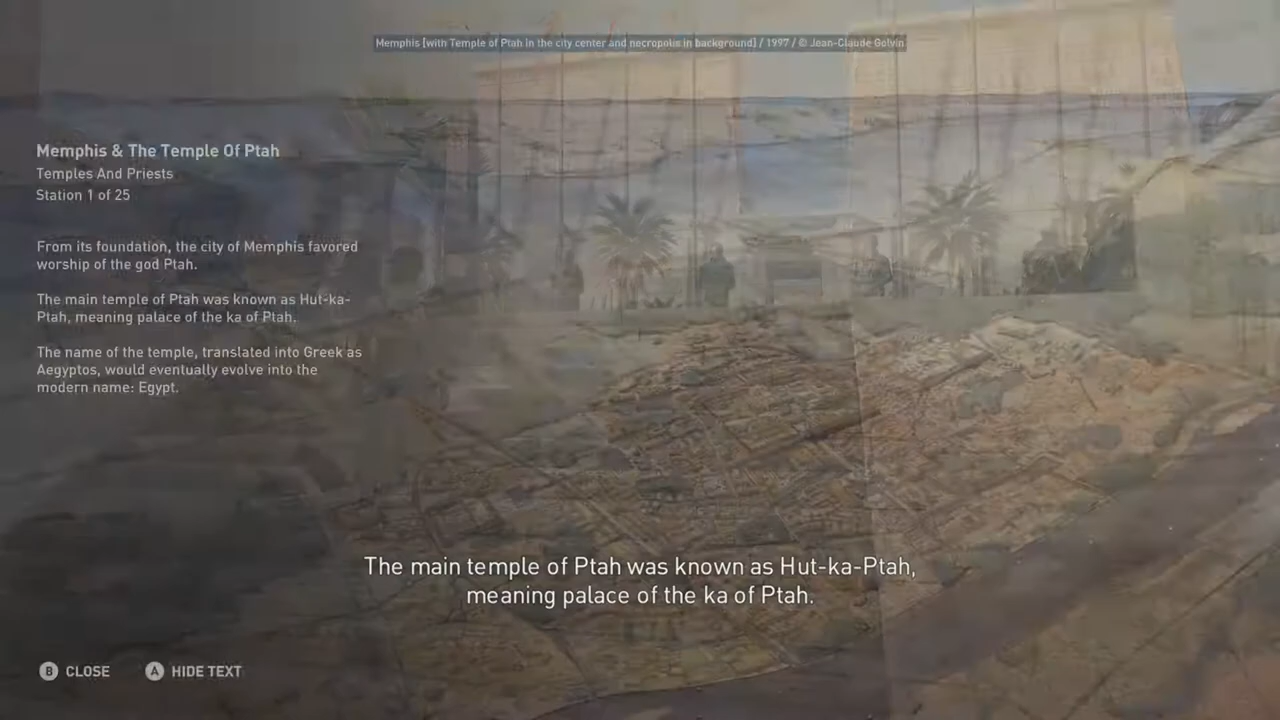 Memphis [with Temple of Ptah in the city center and necropolis in background] / 1997 / © Jean-Claude Golvin
Memphis & The Temple Of Ptah
Temples And Priests
Station 1 of 25
From its foundation, the city of Memphis favored
worship of the god Ptah.
The main temple of Ptah was known as Hut-ka-
Ptah, meaning palace of the ka of Ptah.
The name of the temple, translated into Greek as
Aegyptos, would eventually evolve into the
modern name: Egypt.
The main temple of Ptah was known as Hut-ka-Ptah,
meaning palace of the ka of Ptah.
B CLOSE A HIDE TEXT